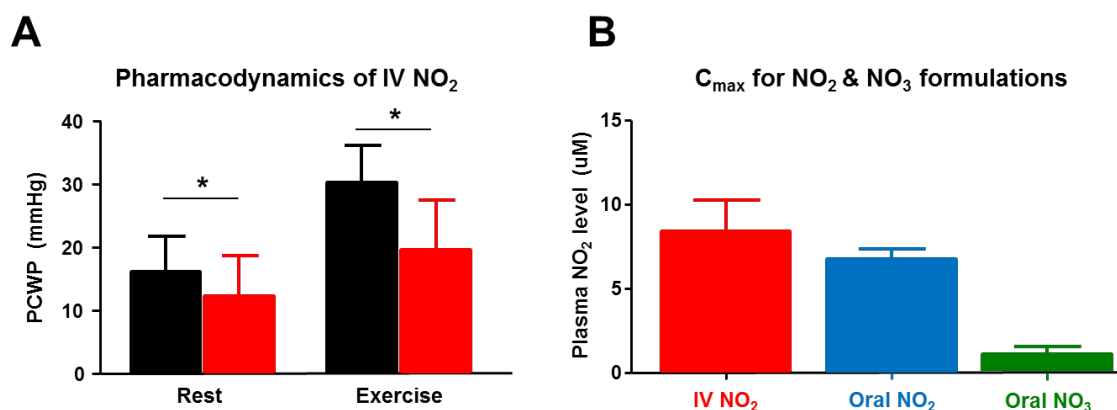 A
Pharmacodynamics of IV NO₂
PCWP (mmHg)
40
30
20
10
0
*
*
Rest
Exercise
B
Cmax for NO₂ & NO₃ formulations
Plasma NO₂ level (uM)
15
10
5
0
IV NO₂
Oral NO₂
Oral NO₃